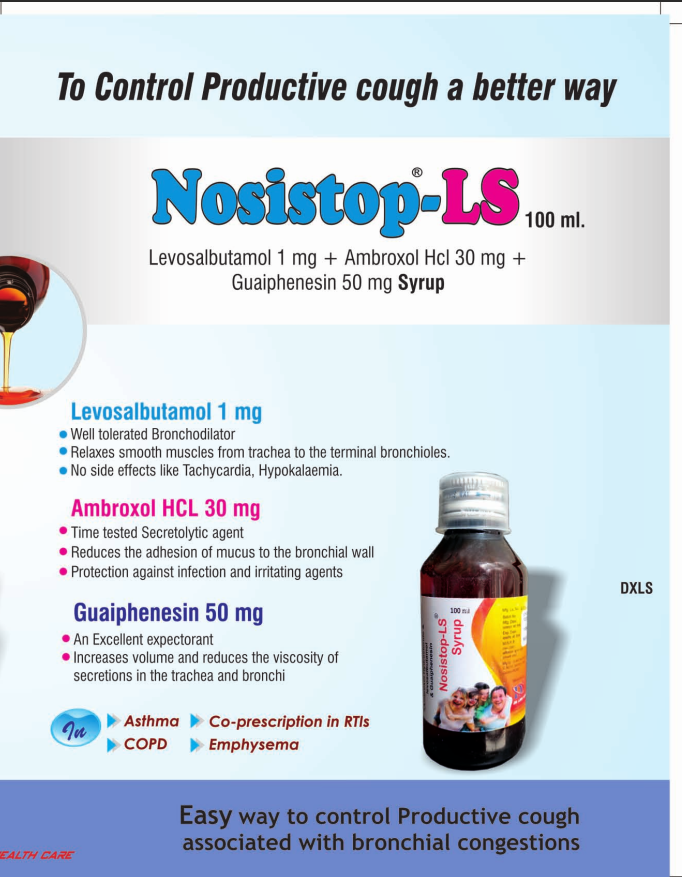 To Control Productive cough a better way
Nosistop®-LS 100 ml.
Levosalbutamol 1 mg + Ambroxol Hcl 30 mg +
Guaiphenesin 50 mg Syrup
Levosalbutamol 1 mg
Well tolerated Bronchodilator
Relaxes smooth muscles from trachea to the terminal bronchioles.
No side effects like Tachycardia, Hypokalaemia.
Ambroxol HCL 30 mg
Time tested Secretolytic agent
Reduces the adhesion of mucus to the bronchial wall
Protection against infection and irritating agents
Guaiphenesin 50 mg
An Excellent expectorant
Increases volume and reduces the viscosity of
secretions in the trachea and bronchi
100 ml
Nosistop-LS®
Syrup
& Guaiphenesin
DXLS
In
Asthma
Co-prescription in RTIs
COPD
Emphysema
Easy way to control Productive cough
associated with bronchial congestions
EALTH CARE